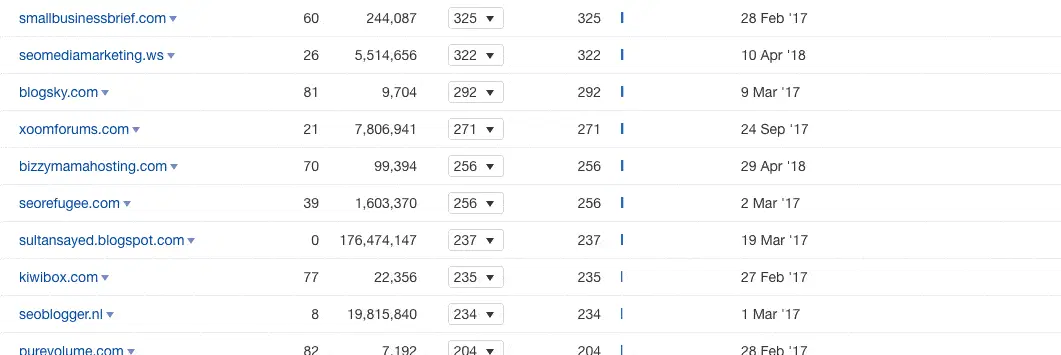 smallbusinessbrief.com 60 244,087 325 325 28 Feb '17
seomediamarketing.ws 26 5,514,656 322 322 10 Apr '18
blogsky.com 81 9,704 292 292 9 Mar '17
xoomforums.com 21 7,806,941 271 271 24 Sep '17
bizzymamahosting.com 70 99,394 256 256 29 Apr '18
seorefugee.com 39 1,603,370 256 256 2 Mar '17
sultansayed.blogspot.com 0 176,474,147 237 237 19 Mar '17
kiwibox.com 77 22,356 235 235 27 Feb '17
seoblogger.nl 8 19,815,840 234 234 1 Mar '17
purevolume.com 82 7,192 204 204 28 Feb '17